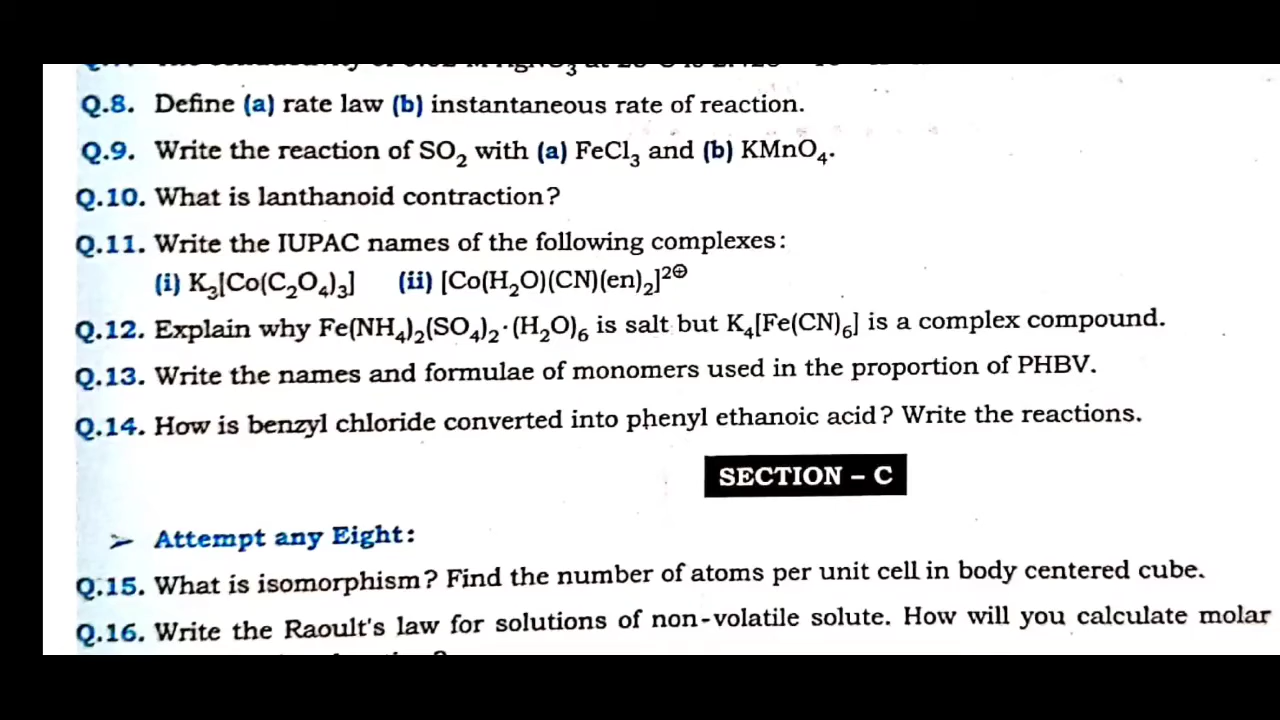 AgNO₃ at
Q.8. Define (a) rate law (b) instantaneous rate of reaction.
Q.9. Write the reaction of SO₂ with (a) FeCl₃ and (b) KMnO₄.
Q.10. What is lanthanoid contraction?
Q.11. Write the IUPAC names of the following complexes:
(i) K₃[Co(C₂O₄)₃] (ii) [Co(H₂O)(CN)(en)₂]²⊕
Q.12. Explain why Fe(NH₄)₂(SO₄)₂·(H₂O)₆ is salt but K₄[Fe(CN)₆] is a complex compound.
Q.13. Write the names and formulae of monomers used in the proportion of PHBV.
Q.14. How is benzyl chloride converted into phenyl ethanoic acid? Write the reactions.
SECTION – C
➢ Attempt any Eight:
Q.15. What is isomorphism? Find the number of atoms per unit cell in body centered cube.
Q.16. Write the Raoult's law for solutions of non-volatile solute. How will you calculate molar